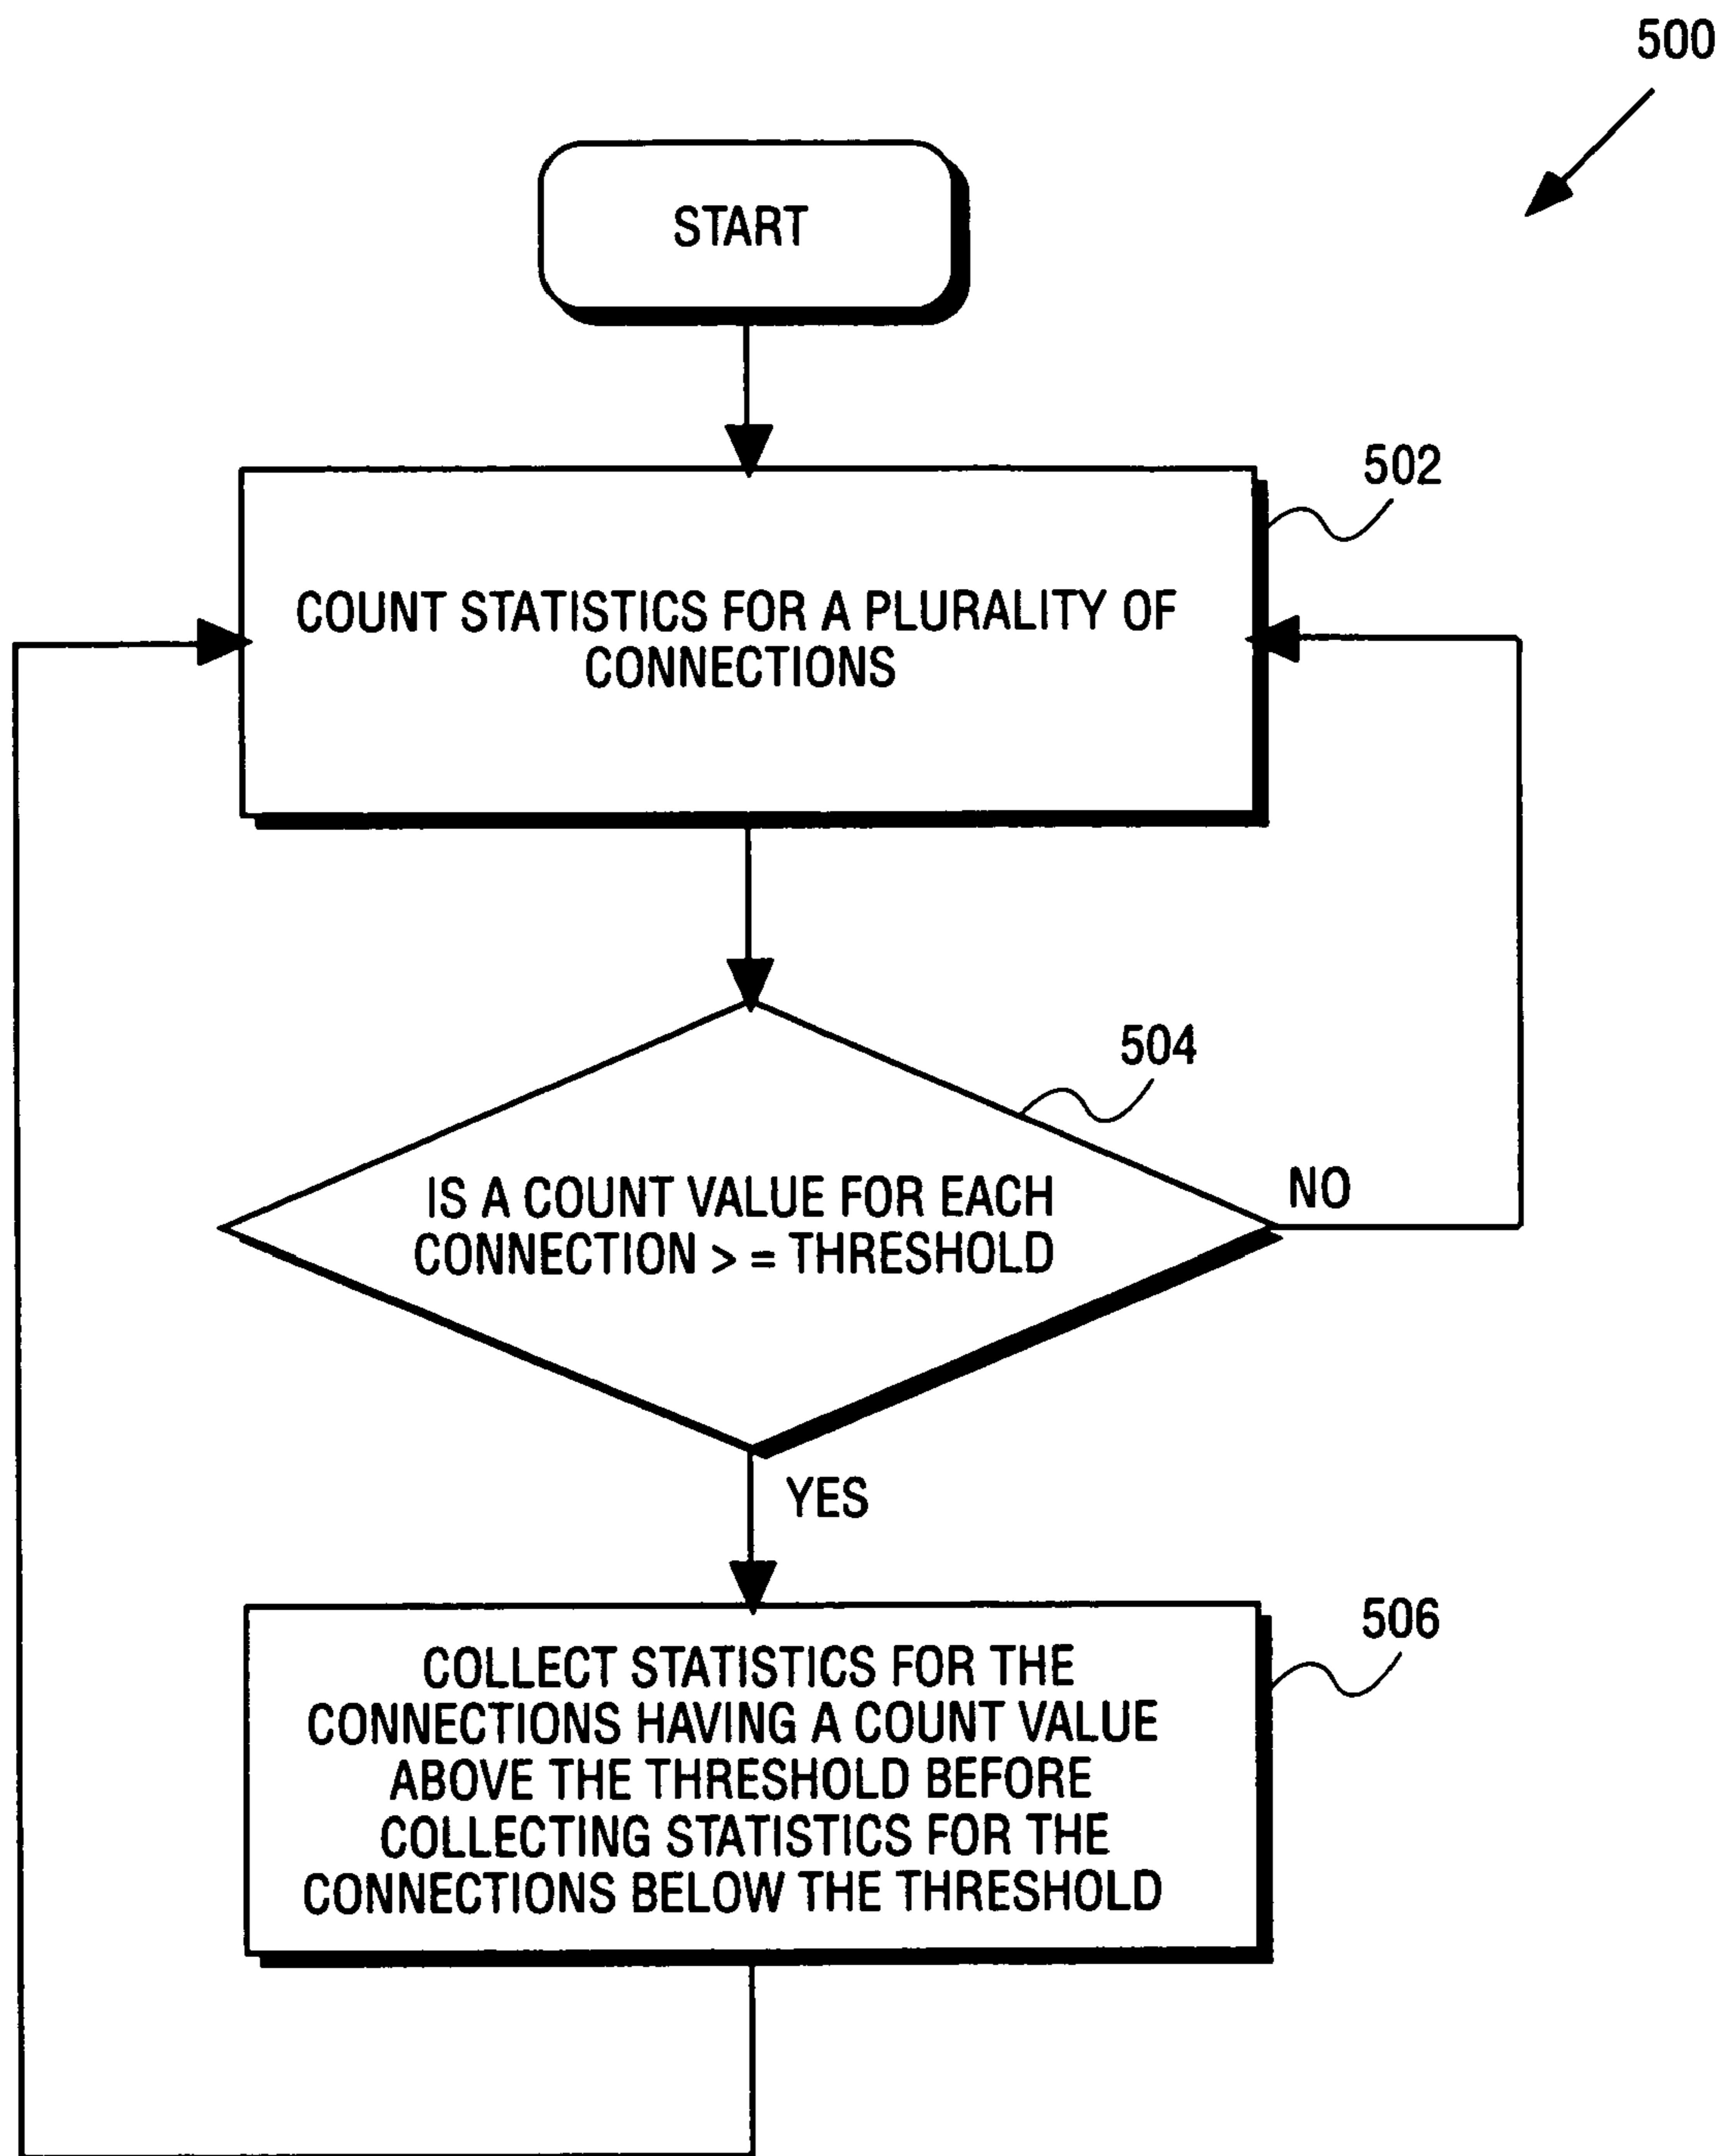 500
START
502
COUNT STATISTICS FOR A PLURALITY OF
CONNECTIONS
504
IS A COUNT VALUE FOR EACH
CONNECTION > = THRESHOLD
NO
YES
506
COLLECT STATISTICS FOR THE
CONNECTIONS HAVING A COUNT VALUE
ABOVE THE THRESHOLD BEFORE
COLLECTING STATISTICS FOR THE
CONNECTIONS BELOW THE THRESHOLD